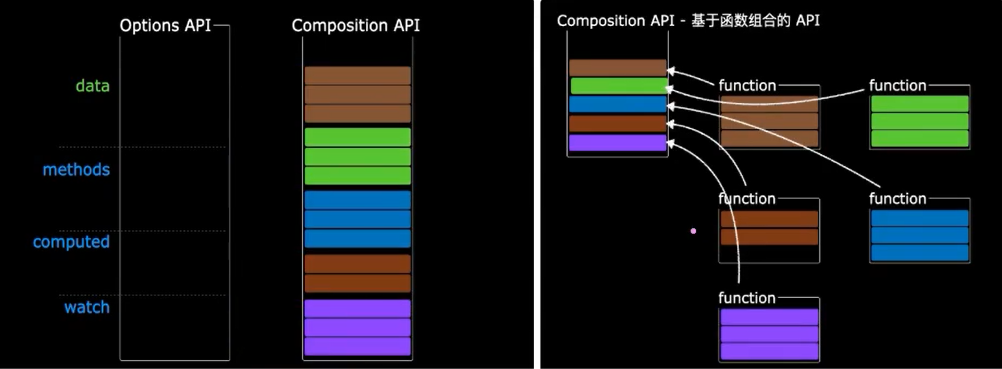 Options API
Composition API
data
methods
computed
watch
Composition API - 基于函数组合的 API
function
function
function
function
function